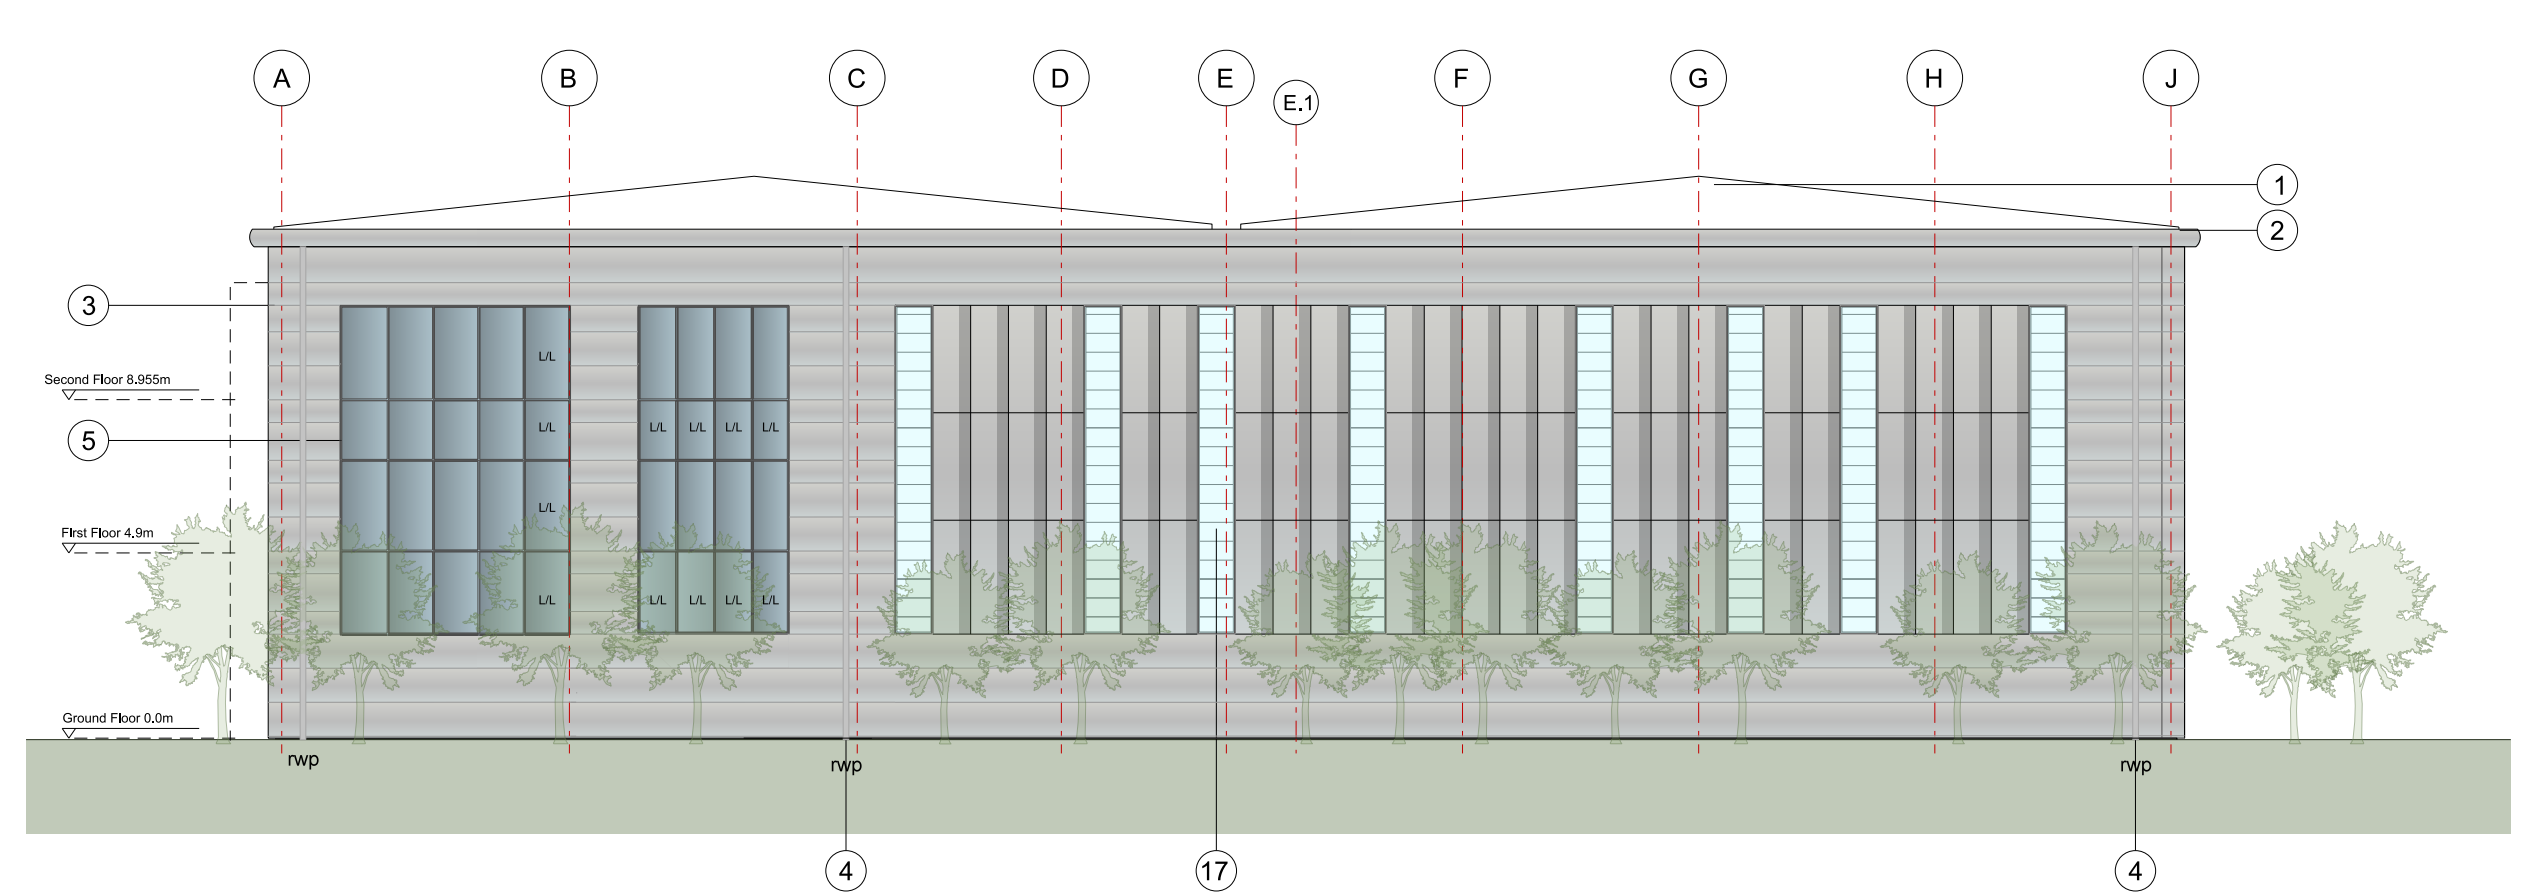 A B C D E E.1 F G H J
1
2
3
L/L
Second Floor 8.955m
5
L/L L/L L/L L/L L/L
L/L
First Floor 4.9m
L/L L/L L/L L/L L/L
Ground Floor 0.0m
rwp rwp rwp
4 17 4